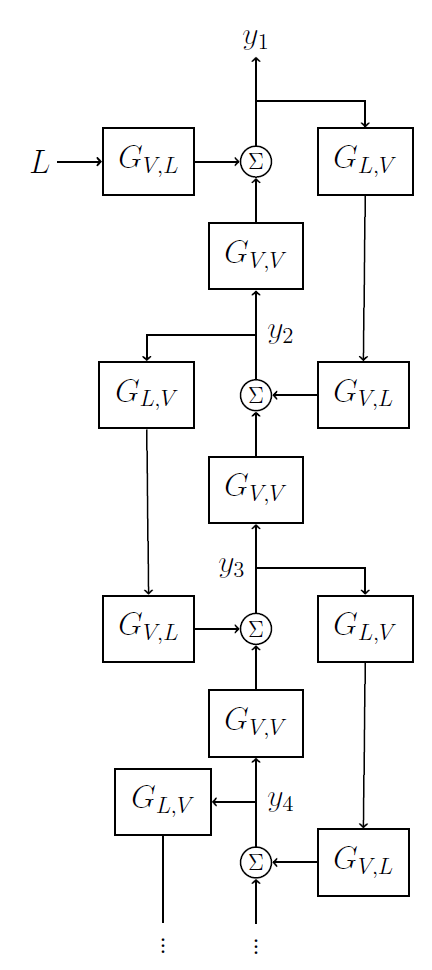 y₁
L G_{V,L} Σ G_{L,V}
G_{V,V}
y₂
G_{L,V} Σ G_{V,L}
G_{V,V}
y₃
G_{V,L} Σ G_{L,V}
G_{V,V}
G_{L,V} y₄
Σ G_{V,L}
⋮ ⋮